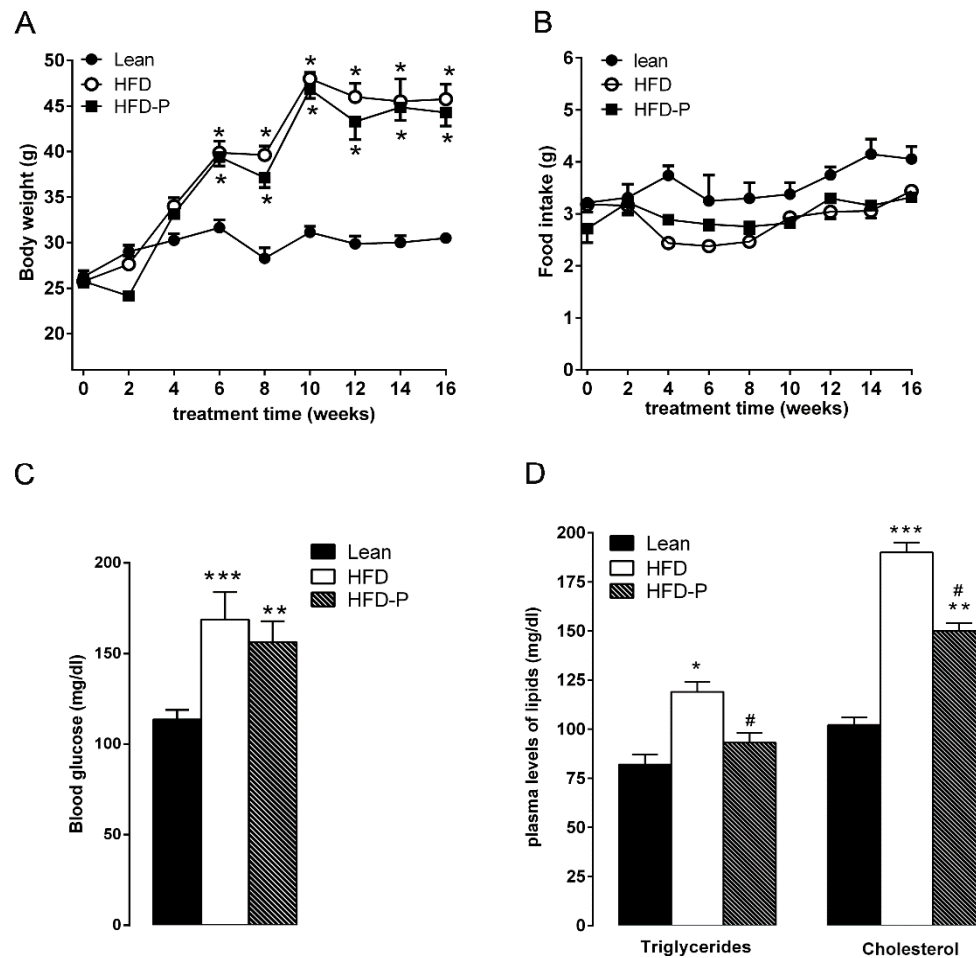 A
Lean
HFD
HFD-P
50
45
40
35
30
25
20
Body weight (g)
* * * * * *
* * * * * *
0 2 4 6 8 10 12 14 16
treatment time (weeks)
B
lean
HFD
HFD-P
6
5
4
3
2
1
0
Food intake (g)
0 2 4 6 8 10 12 14 16
treatment time (weeks)
C
Lean
HFD
HFD-P
200
150
100
50
0
Blood glucose (mg/dl)
***
**
D
Lean
HFD
HFD-P
200
175
150
125
100
75
50
25
0
plasma levels of lipids (mg/dl)
*
#
***
#
**
Triglycerides
Cholesterol